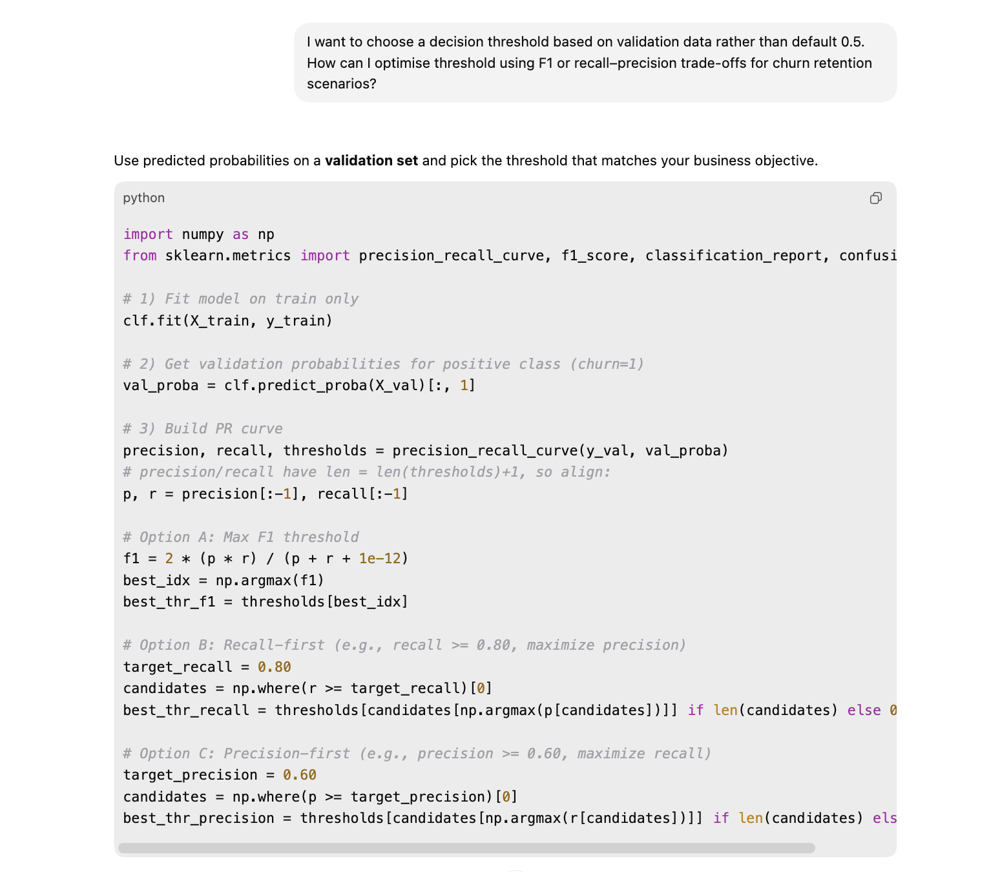 I want to choose a decision threshold based on validation data rather than default 0.5.
How can I optimise threshold using F1 or recall–precision trade-offs for churn retention
scenarios?
Use predicted probabilities on a validation set and pick the threshold that matches your business objective.
python
import numpy as np
from sklearn.metrics import precision_recall_curve, f1_score, classification_report, confusi
# 1) Fit model on train only
clf.fit(X_train, y_train)
# 2) Get validation probabilities for positive class (churn=1)
val_proba = clf.predict_proba(X_val)[:, 1]
# 3) Build PR curve
precision, recall, thresholds = precision_recall_curve(y_val, val_proba)
# precision/recall have len = len(thresholds)+1, so align:
p, r = precision[:-1], recall[:-1]
# Option A: Max F1 threshold
f1 = 2 * (p * r) / (p + r + 1e-12)
best_idx = np.argmax(f1)
best_thr_f1 = thresholds[best_idx]
# Option B: Recall-first (e.g., recall >= 0.80, maximize precision)
target_recall = 0.80
candidates = np.where(r >= target_recall)[0]
best_thr_recall = thresholds[candidates[np.argmax(p[candidates])]] if len(candidates) else 0
# Option C: Precision-first (e.g., precision >= 0.60, maximize recall)
target_precision = 0.60
candidates = np.where(p >= target_precision)[0]
best_thr_precision = thresholds[candidates[np.argmax(r[candidates])]] if len(candidates) els